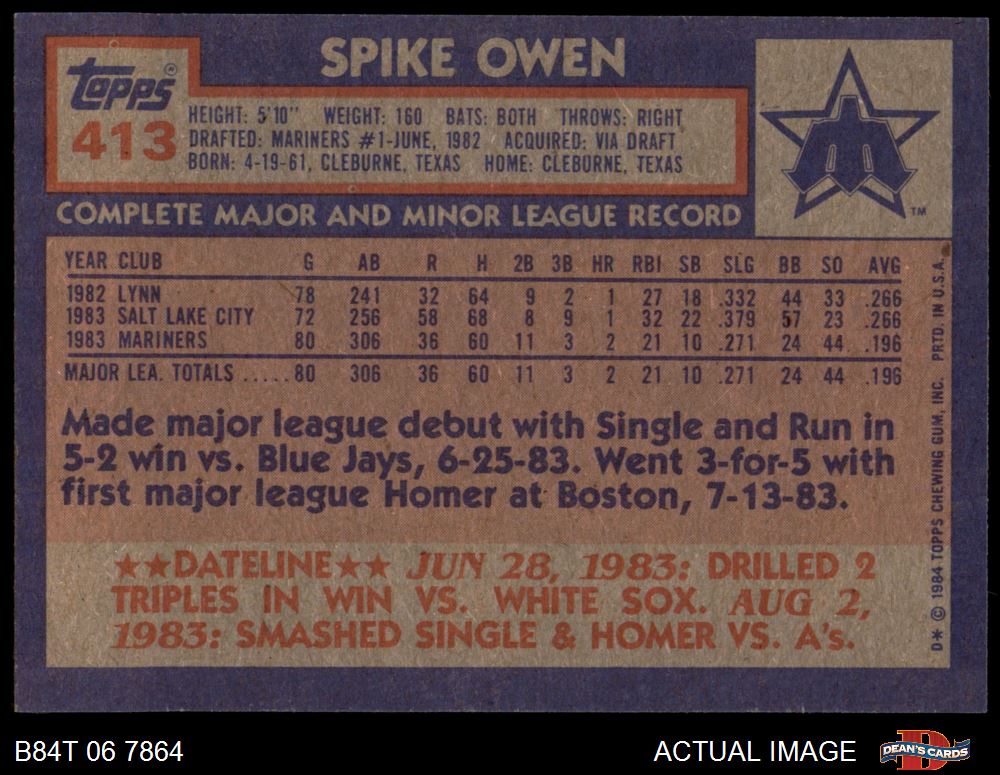 SPIKE OWEN
Topps®
413
HEIGHT: 5'10" WEIGHT: 160 BATS: BOTH THROWS: RIGHT
DRAFTED: MARINERS #1-JUNE, 1982 ACQUIRED: VIA DRAFT
BORN: 4-19-61, CLEBURNE, TEXAS HOME: CLEBURNE, TEXAS
TM
COMPLETE MAJOR AND MINOR LEAGUE RECORD
YEAR CLUB G AB R H 2B 3B HR RBI SB SLG BB SO AVG
1982 LYNN 78 241 32 64 9 2 1 27 18 .332 44 33 .266
1983 SALT LAKE CITY 72 256 58 68 8 9 1 32 22 .379 57 23 .266
1983 MARINERS 80 306 36 60 11 3 2 21 10 .271 24 44 .196
MAJOR LEA. TOTALS .....80 306 36 60 11 3 2 21 10 .271 24 44 .196
Made major league debut with Single and Run in
5-2 win vs. Blue Jays, 6-25-83. Went 3-for-5 with
first major league Homer at Boston, 7-13-83.
★★DATELINE★★ JUN 28, 1983: DRILLED 2
TRIPLES IN WIN VS. WHITE SOX. AUG 2,
1983: SMASHED SINGLE & HOMER VS. A's.
D* © 1984 TOPPS CHEWING GUM, INC. PRTD. IN U.S.A.
B84T 06 7864
ACTUAL IMAGE
DEAN'S CARDS